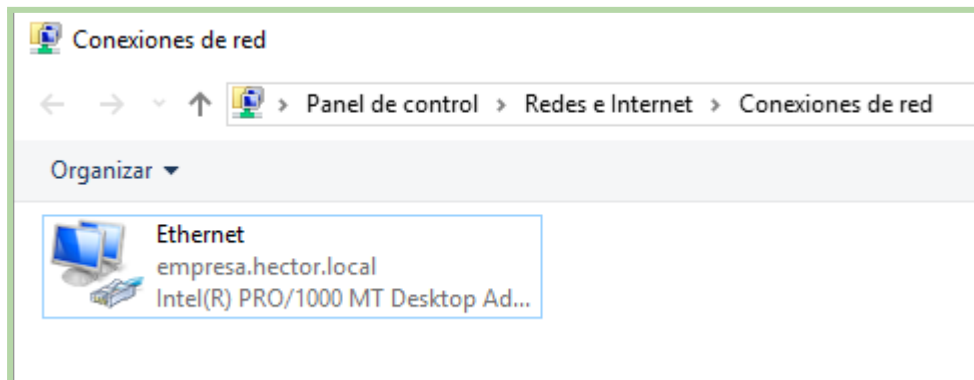 Conexiones de red
Panel de control > Redes e Internet > Conexiones de red
Organizar
Ethernet
empresa.hector.local
Intel(R) PRO/1000 MT Desktop Ad...